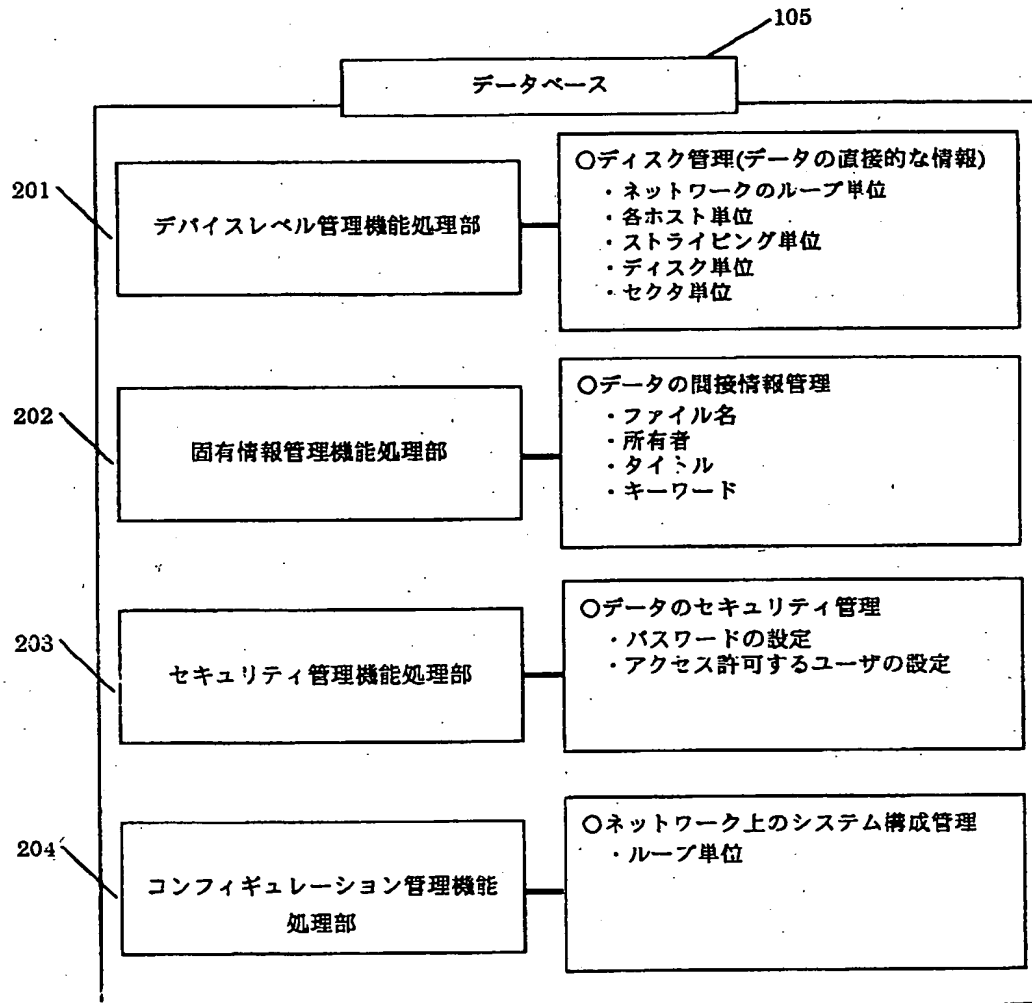 105
データベース
201
デバイスレベル管理機能処理部
○ディスク管理(データの直接的な情報)
・ネットワークのループ単位
・各ホスト単位
・ストライピング単位
・ディスク単位
・セクタ単位
202
固有情報管理機能処理部
○データの間接情報管理
・ファイル名
・所有者
・タイトル
・キーワード
203
セキュリティ管理機能処理部
○データのセキュリティ管理
・パスワードの設定
・アクセス許可するユーザの設定
204
コンフィギュレーション管理機能
処理部
○ネットワーク上のシステム構成管理
・ループ単位